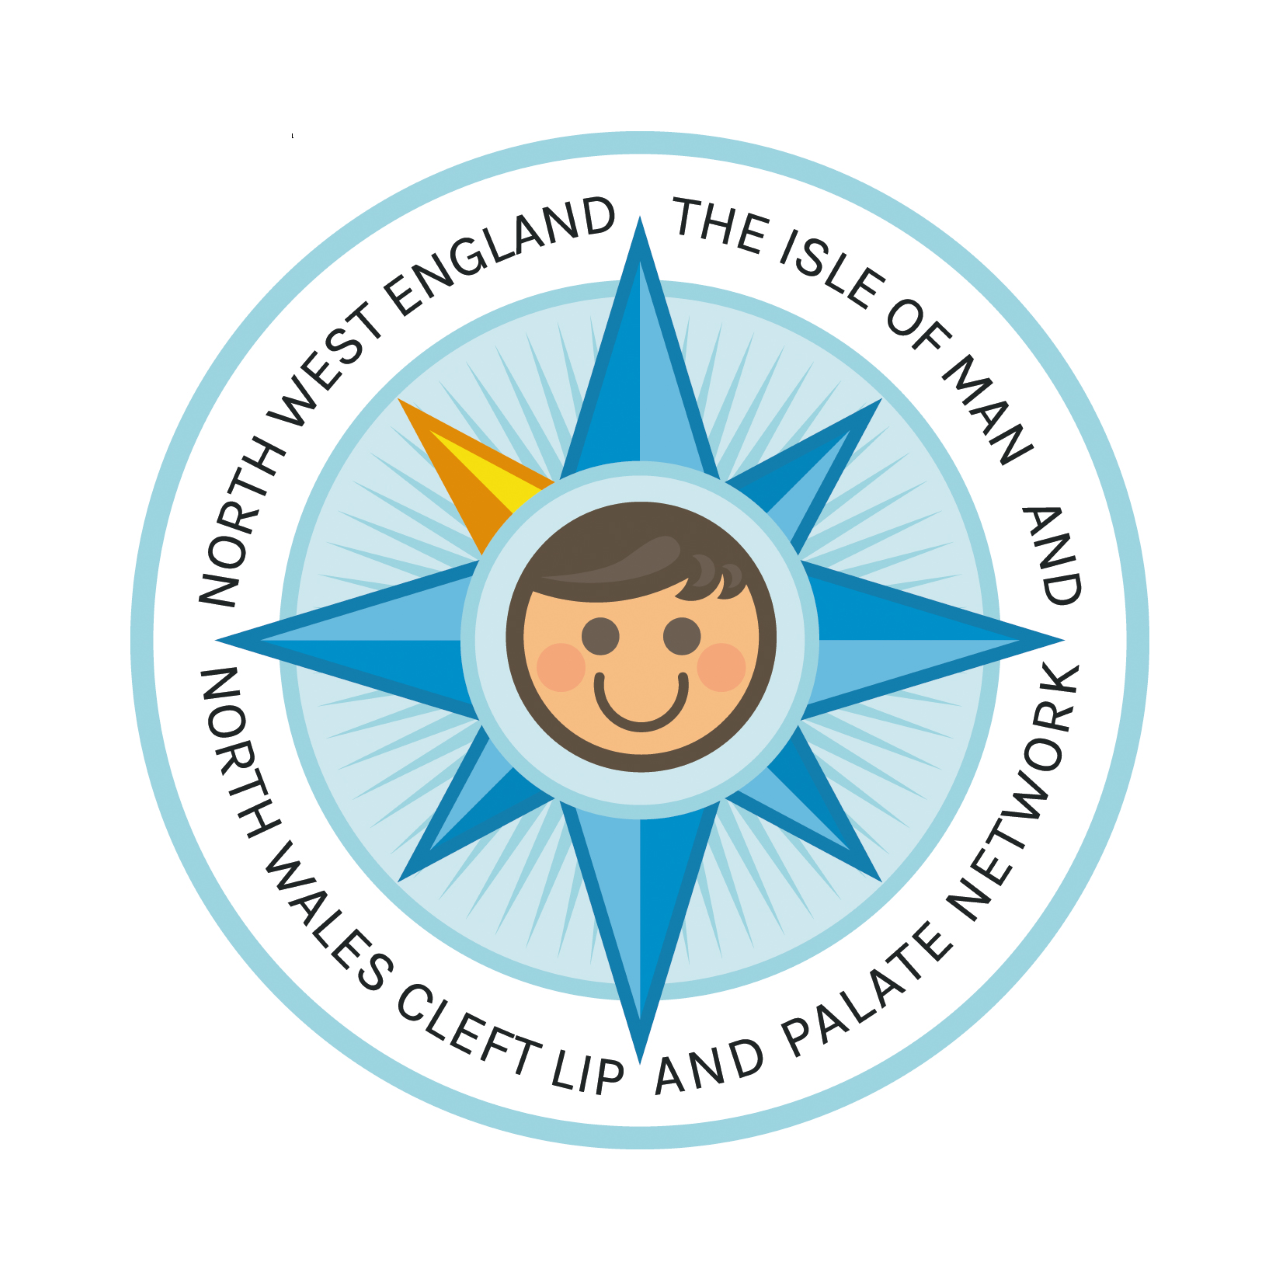 NORTH WEST ENGLAND
THE ISLE OF MAN
AND
NORTH WALES CLEFT LIP
AND PALATE NETWORK